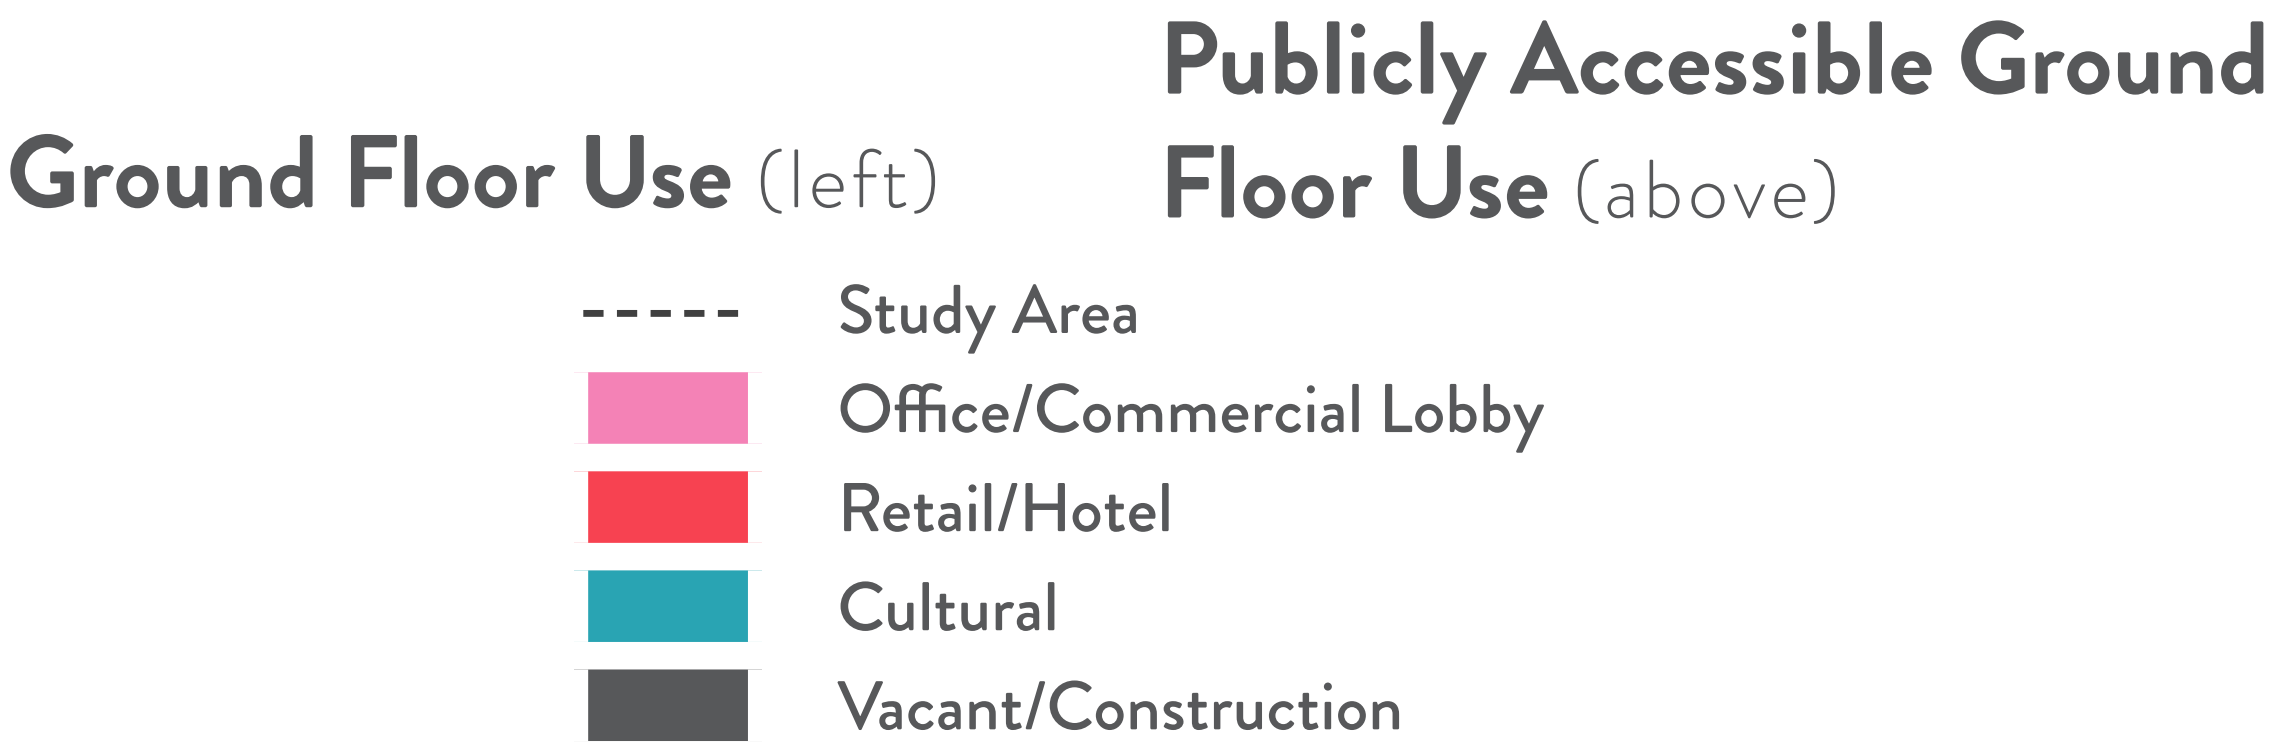 Ground Floor Use (left)
Publicly Accessible Ground
Floor Use (above)
Study Area
Office/Commercial Lobby
Retail/Hotel
Cultural
Vacant/Construction